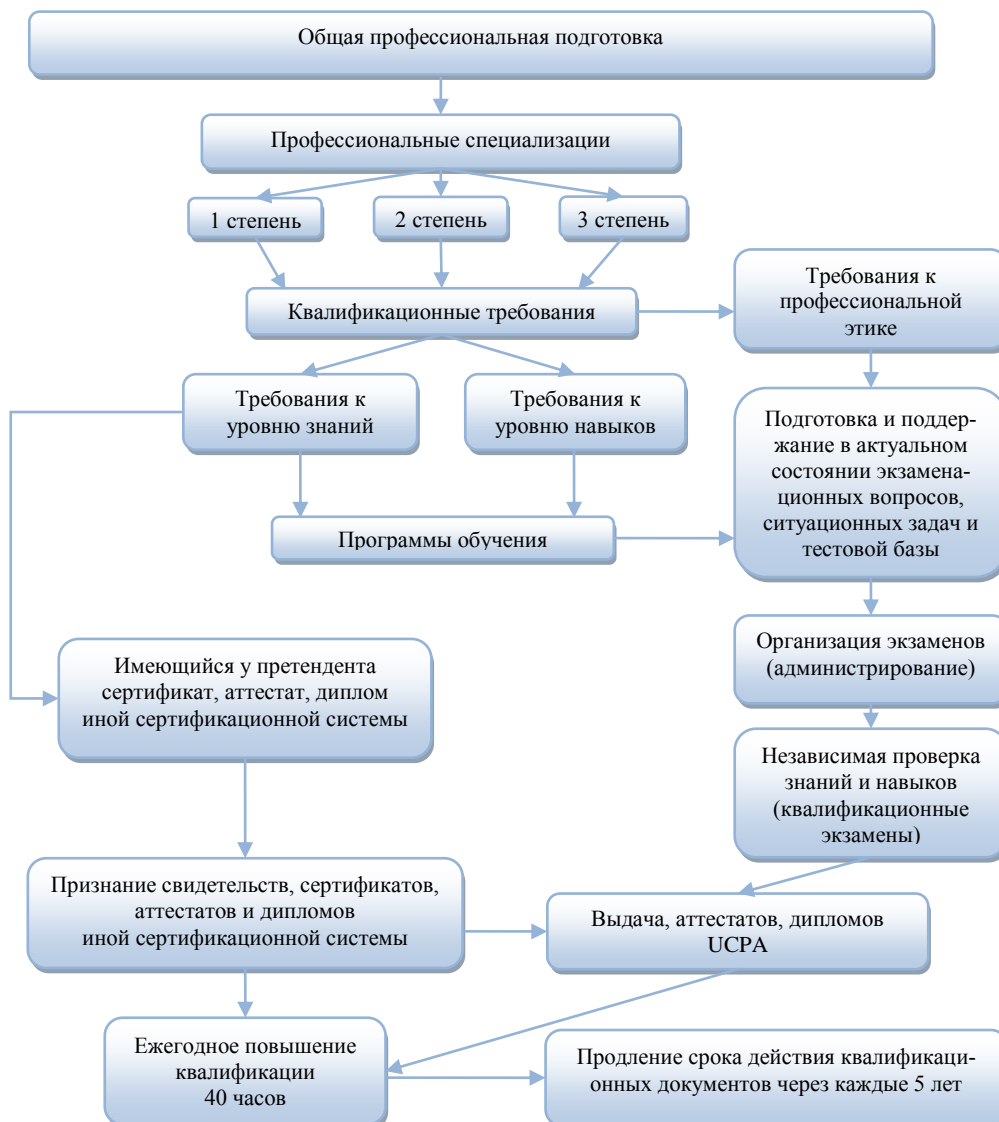 Общая профессиональная подготовка
Профессиональные специализации
1 степень
2 степень
3 степень
Квалификационные требования
Требования к
профессиональной
этике
Требования к
уровню знаний
Требования к
уровню навыков
Подготовка и поддер-
жание в актуальном
состоянии экзамена-
ционных вопросов,
ситуационных задач и
тестовой базы
Программы обучения
Организация экзаменов
(администрирование)
Имеющийся у претендента
сертификат, аттестат, диплом
иной сертификационной системы
Независимая проверка
знаний и навыков
(квалификационные
экзамены)
Признание свидетельств, сертификатов,
аттестатов и дипломов
иной сертификационной системы
Выдача, аттестатов, дипломов
UCPA
Ежегодное повышение
квалификации
40 часов
Продление срока действия квалификаци-
онных документов через каждые 5 лет